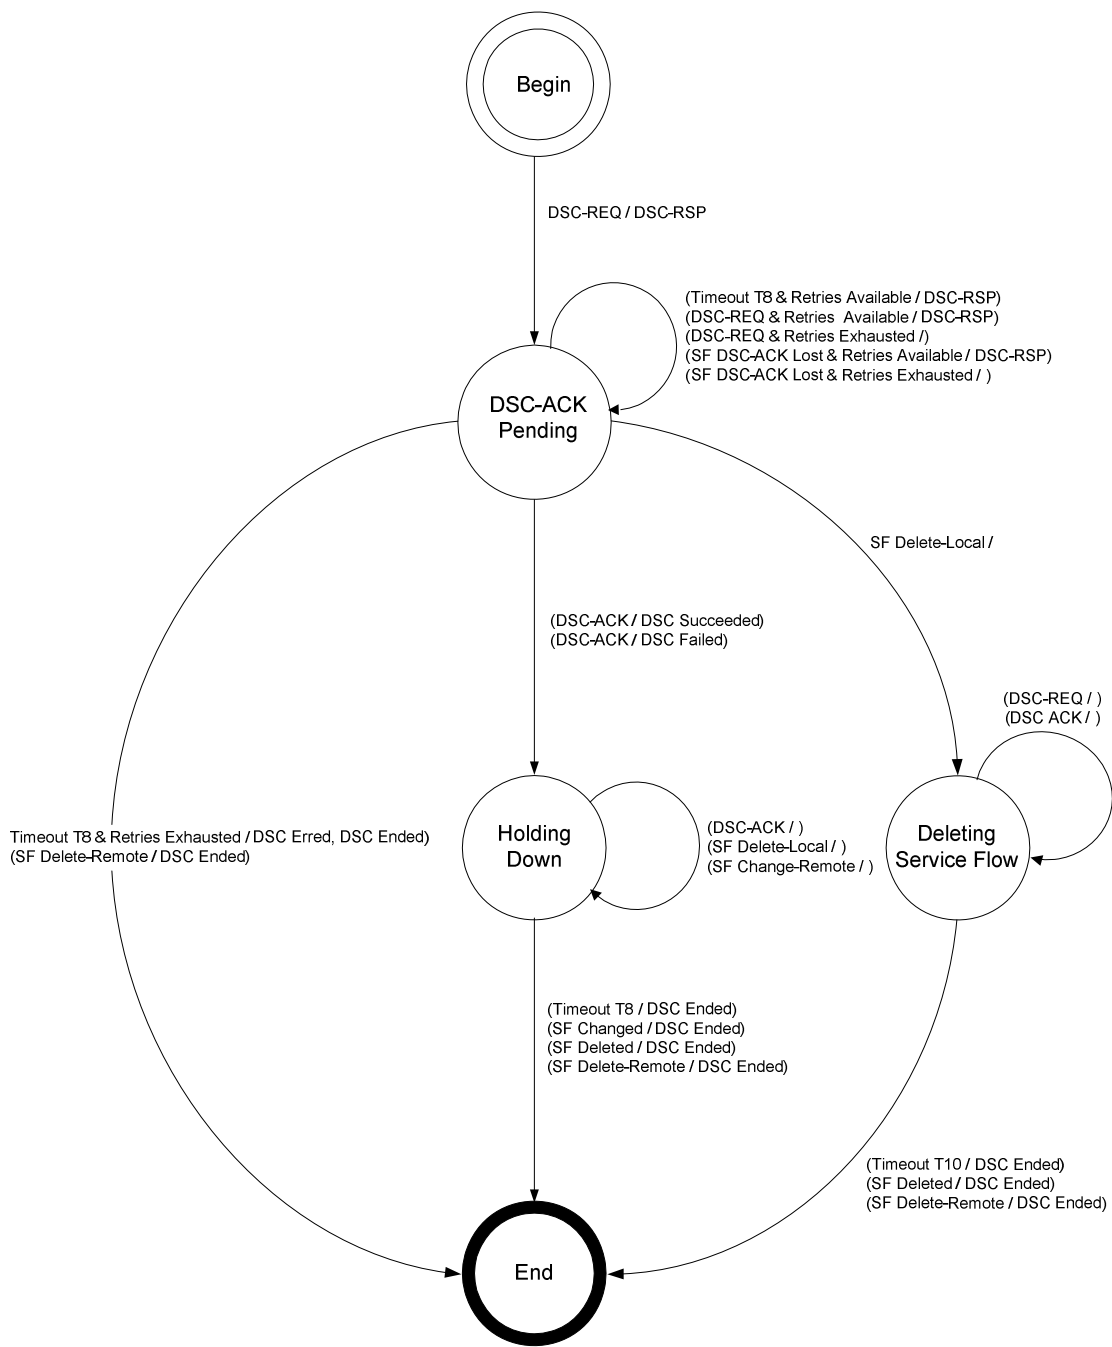 Begin
DSC-REQ / DSC-RSP
(Timeout T8 & Retries Available / DSC-RSP)
(DSC-REQ & Retries Available / DSC-RSP)
(DSC-REQ & Retries Exhausted /)
(SF DSC-ACK Lost & Retries Available / DSC-RSP)
(SF DSC-ACK Lost & Retries Exhausted / )
DSC-ACK
Pending
SF Delete-Local /
(DSC-ACK / DSC Succeeded)
(DSC-ACK / DSC Failed)
(DSC-REQ / )
(DSC ACK / )
Timeout T8 & Retries Exhausted / DSC Erred, DSC Ended)
(SF Delete-Remote / DSC Ended)
Holding
Down
(DSC-ACK / )
(SF Delete-Local / )
(SF Change-Remote / )
Deleting
Service Flow
(Timeout T8 / DSC Ended)
(SF Changed / DSC Ended)
(SF Deleted / DSC Ended)
(SF Delete-Remote / DSC Ended)
(Timeout T10 / DSC Ended)
(SF Deleted / DSC Ended)
(SF Delete-Remote / DSC Ended)
End